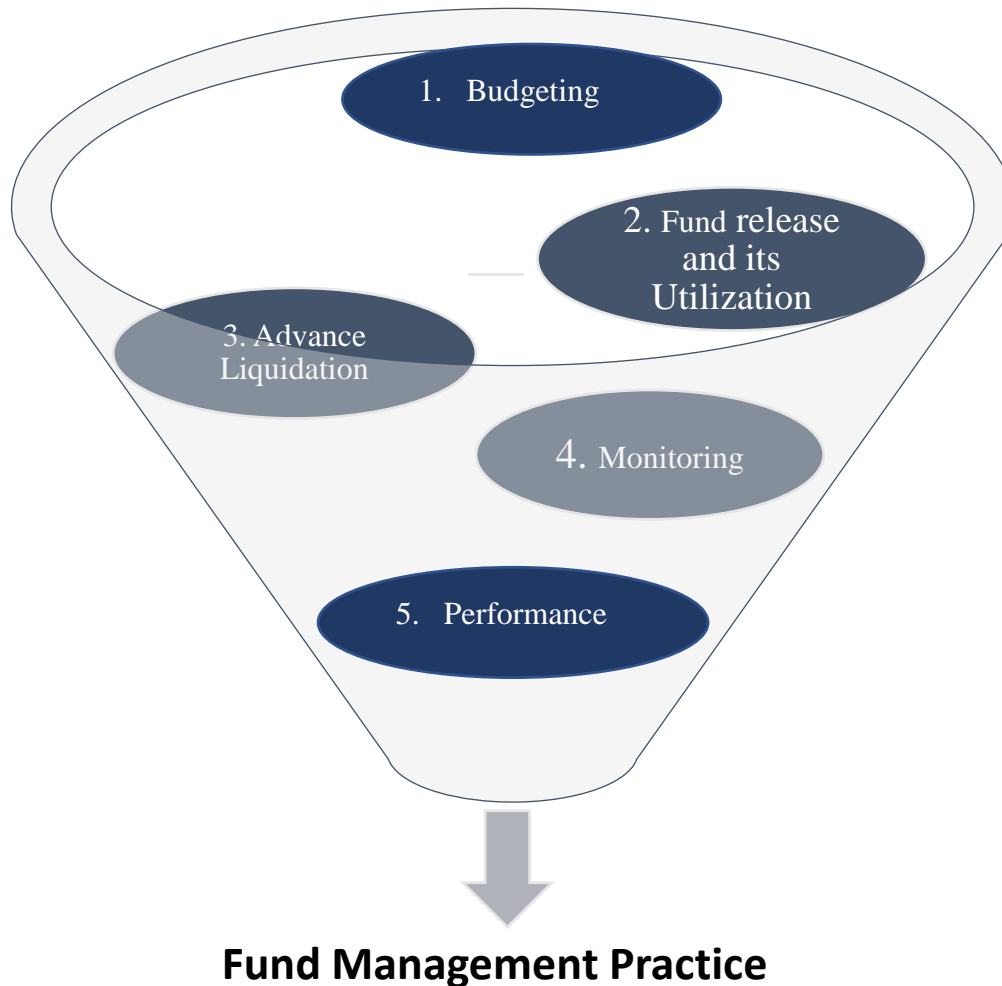 1. Budgeting
2. Fund release
and its
Utilization
3. Advance
Liquidation
4. Monitoring
5. Performance
Fund Management Practice